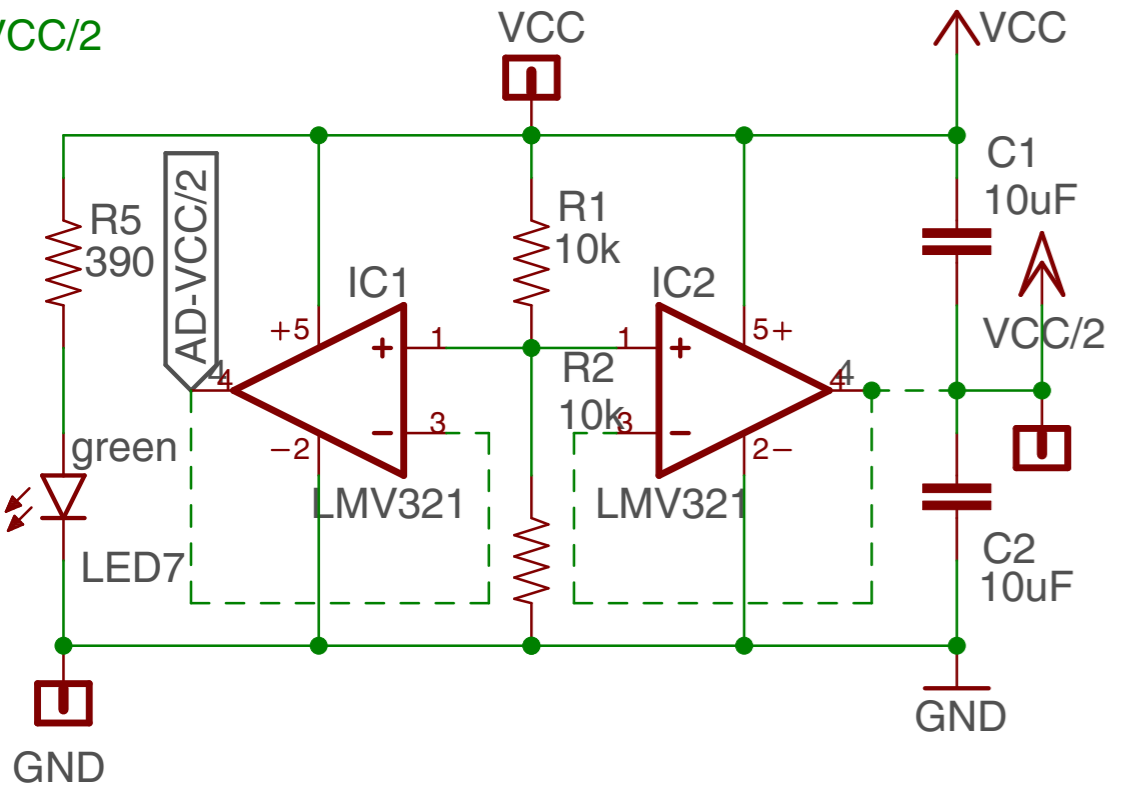 VCC/2
VCC
VCC
C1
10uF
AD-VCC/2
R5
390
R1
10k
IC1
IC2
+5
5+
VCC/2
1
+
1
+
R2
10k
4
4
4
4
3
−
3
−
−2
2−
green
LMV321
LMV321
LED7
C2
10uF
GND
GND